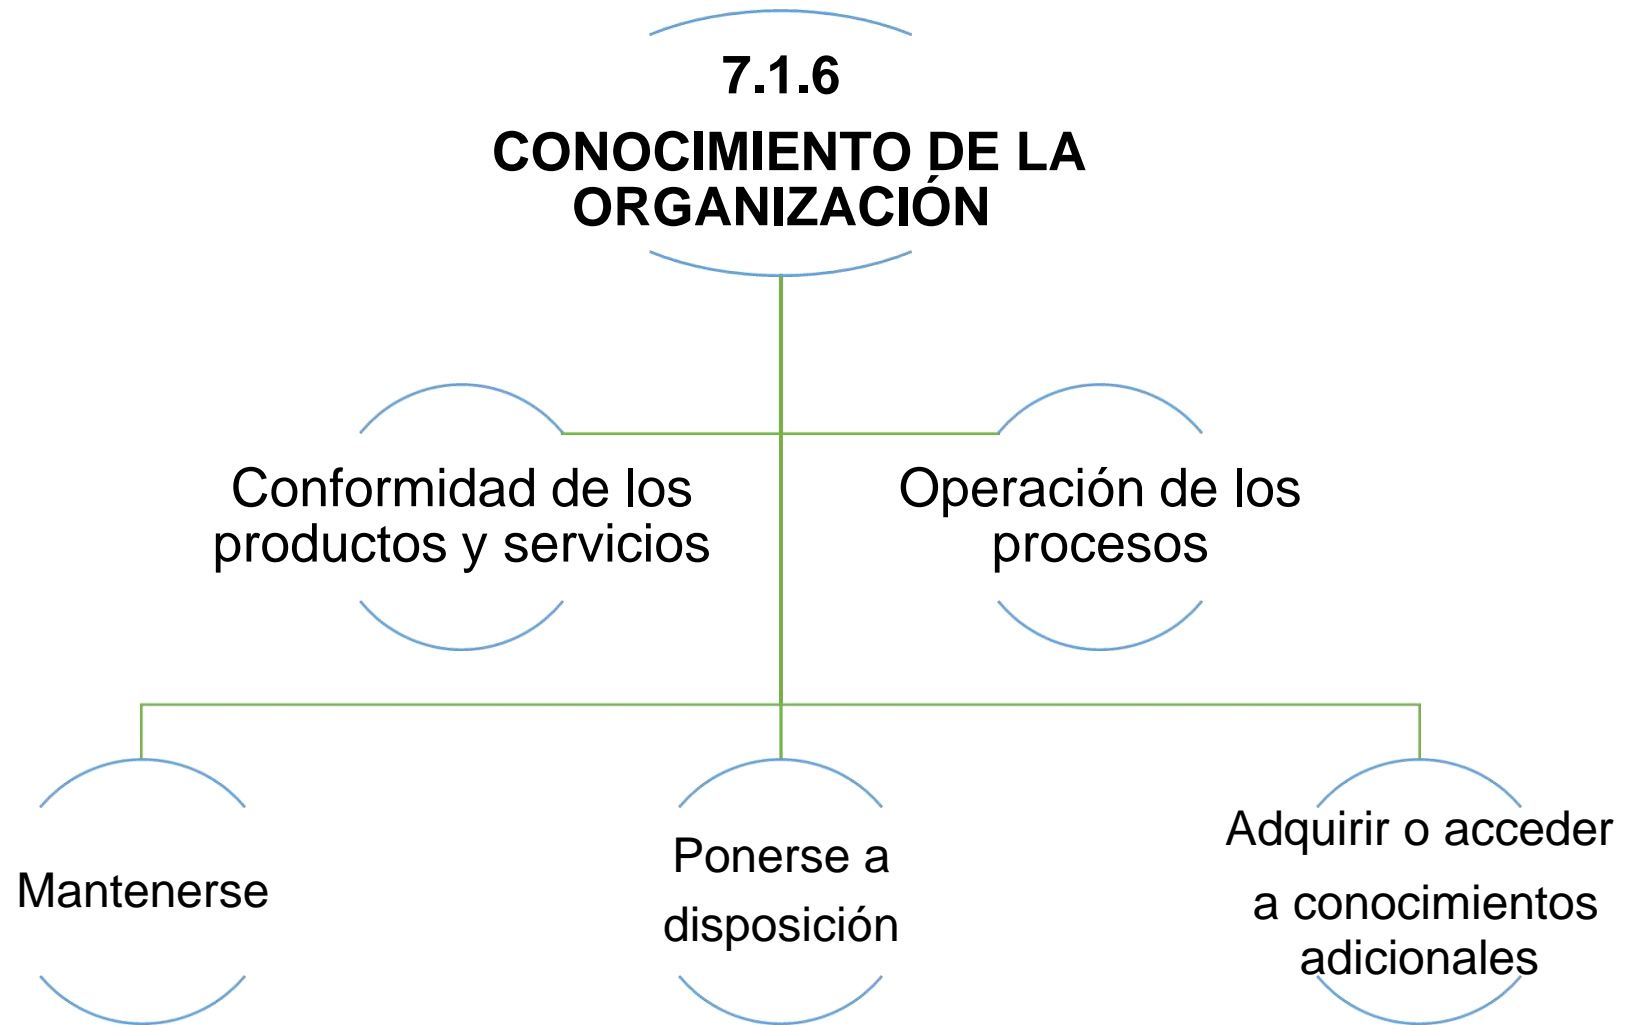 7.1.6
CONOCIMIENTO DE LA
ORGANIZACIÓN
Conformidad de los
productos y servicios
Operación de los
procesos
Mantenerse
Ponerse a
disposición
Adquirir o acceder
a conocimientos
adicionales